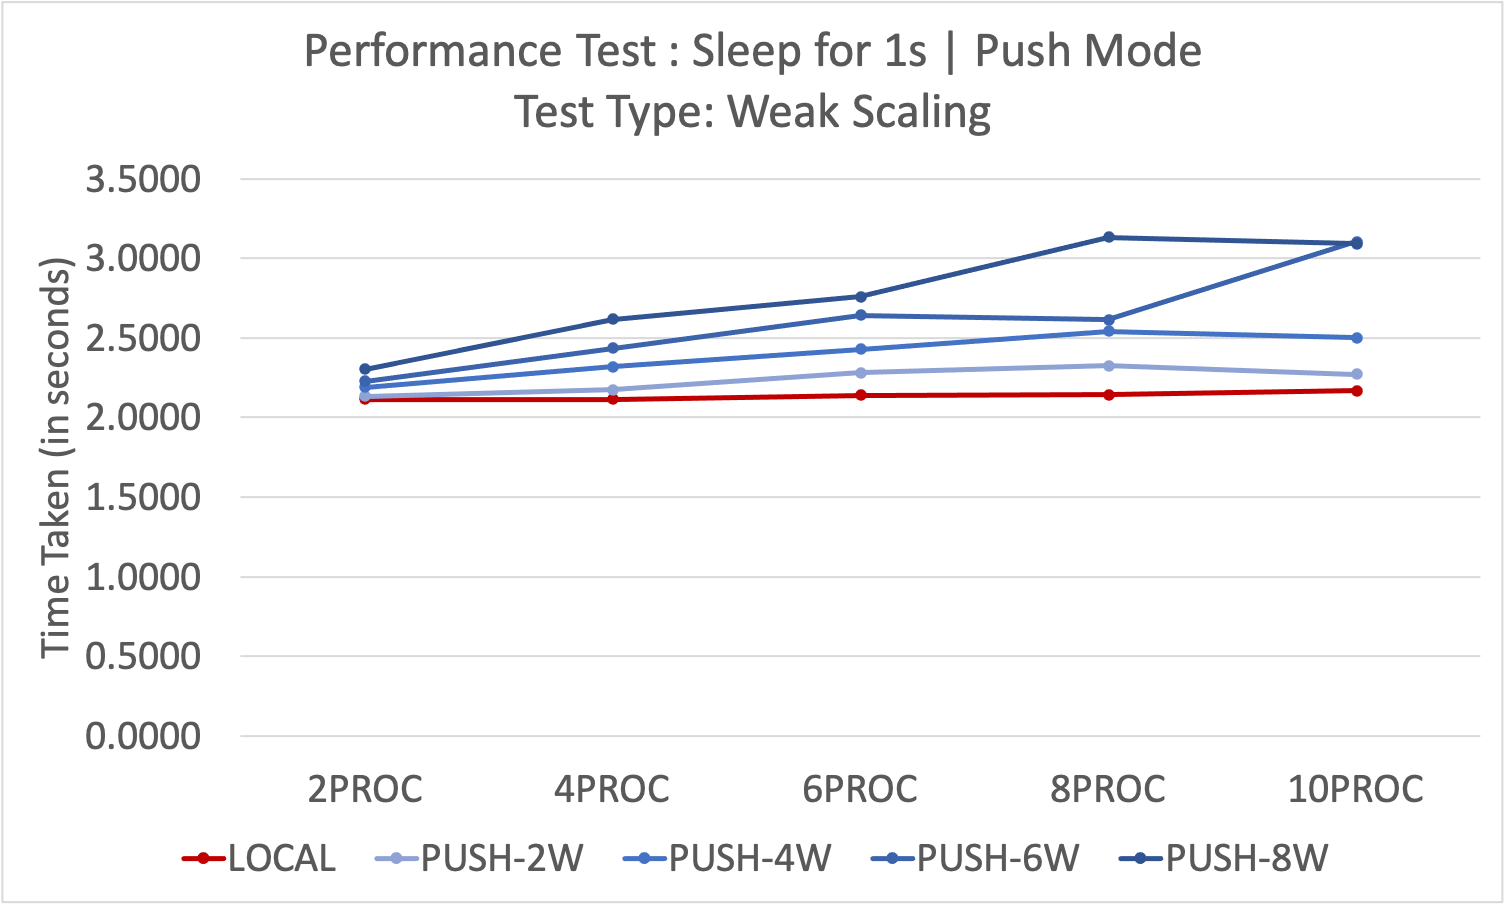 Performance Test : Sleep for 1s | Push Mode
Test Type: Weak Scaling
Time Taken (in seconds)
3.5000
3.0000
2.5000
2.0000
1.5000
1.0000
0.5000
0.0000
2PROC 4PROC 6PROC 8PROC 10PROC
LOCAL PUSH-2W PUSH-4W PUSH-6W PUSH-8W